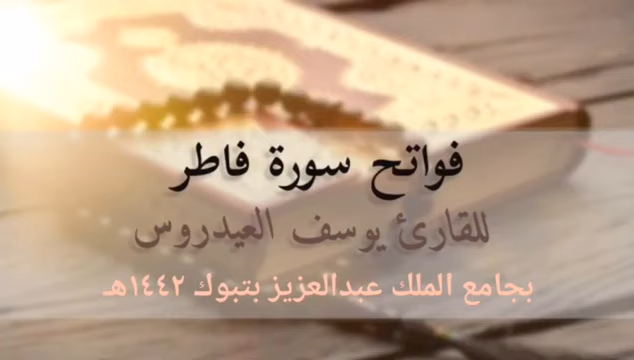 فواتح سورة فاطر
للقارئ يوسف العيدروس
بجامع الملك عبدالعزيز بتبوك ١٤٤٢هـ